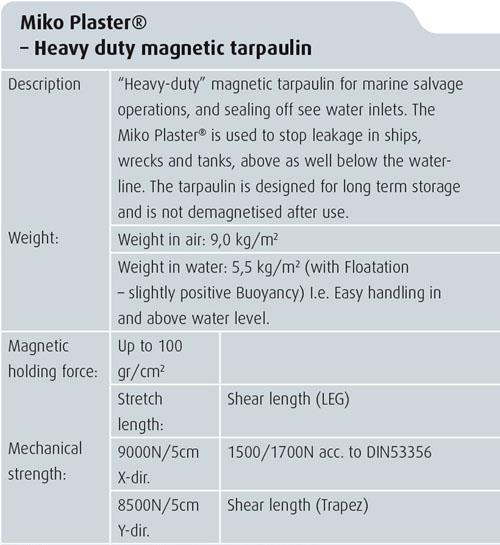 Miko Plaster®
– Heavy duty magnetic tarpaulin
Description
“Heavy-duty” magnetic tarpaulin for marine salvage
operations, and sealing off see water inlets. The
Miko Plaster® is used to stop leakage in ships,
wrecks and tanks, above as well below the water-
line. The tarpaulin is designed for long term storage
and is not demagnetised after use.
Weight:
Weight in air: 9,0 kg/m²
Weight in water: 5,5 kg/m² (with Floatation
– slightly positive Buoyancy) I.e. Easy handling in
and above water level.
Magnetic
holding force:
Up to 100
gr/cm²
Stretch
length:
Shear length (LEG)
Mechanical
strength:
9000N/5cm
X-dir.
1500/1700N acc. to DIN53356
8500N/5cm
Y-dir.
Shear length (Trapez)